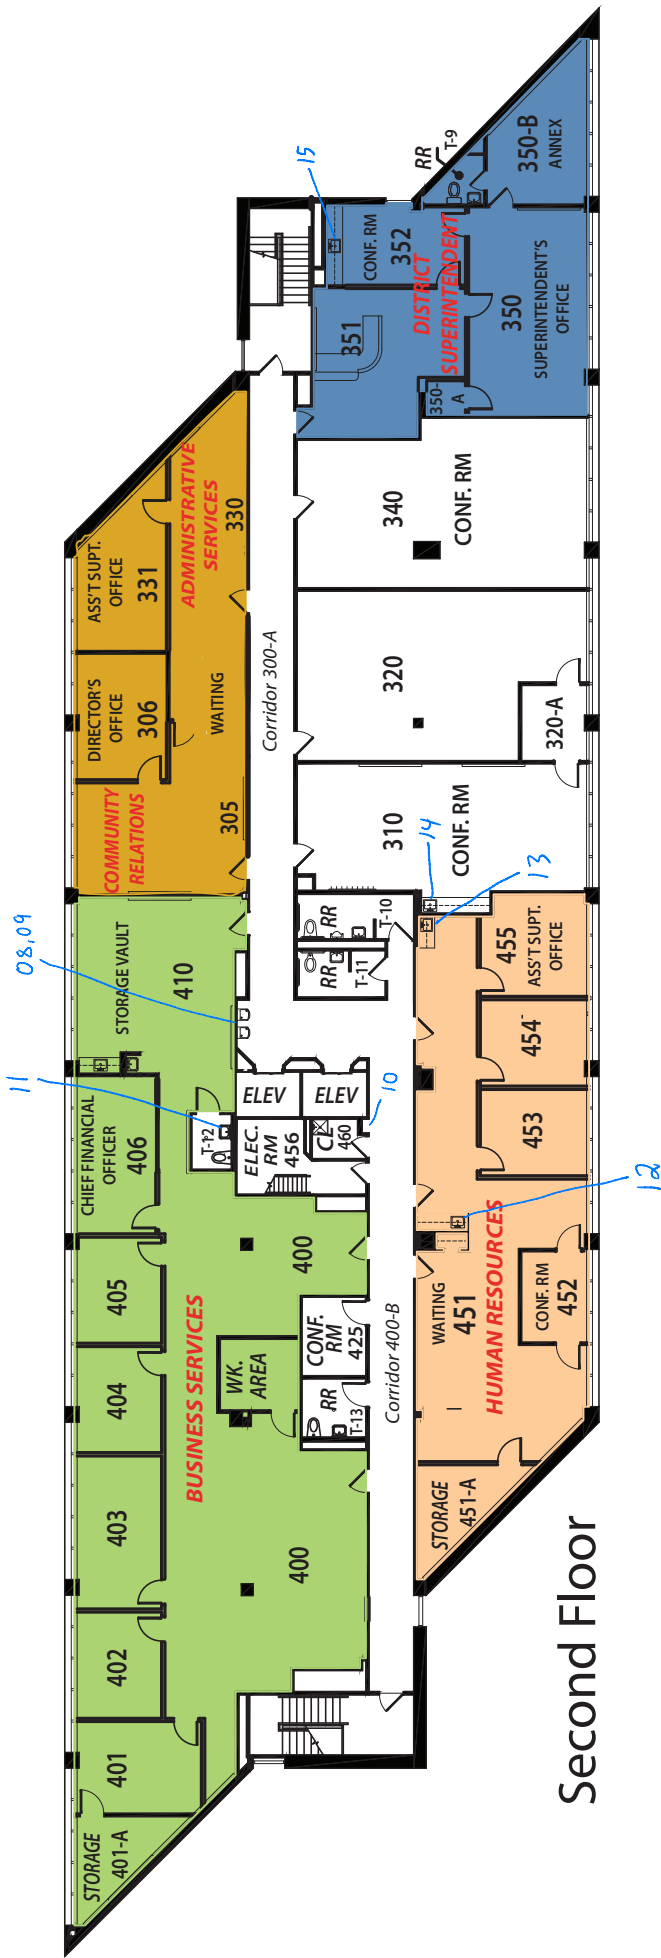 Second Floor
STORAGE
401-A
401
402
403
404
405
CHIEF FINANCIAL
OFFICER
406
11
STORAGE VAULT
410
08,09
BUSINESS SERVICES
400
400
WK.
AREA
CONF.
RM
425
RR
T-13
T-12
ELEC.
RM
456
CL
460
10
ELEV
ELEV
Corridor 400-B
COMMUNITY
RELATIONS
305
DIRECTOR'S
OFFICE
306
WAITING
ASS'T SUPT.
OFFICE
331
ADMINISTRATIVE
SERVICES
330
Corridor 300-A
RR
T-11
RR
T-10
310
CONF. RM
14
13
320
320-A
340
CONF. RM
351
DISTRICT
SUPERINTENDENT
350-
A
CONF. RM
352
15
350
SUPERINTENDENT'S
OFFICE
RR
T-9
350-B
ANNEX
STORAGE
451-A
WAITING
451
HUMAN RESOURCES
CONF. RM
452
12
453
454
455
ASS'T SUPT.
OFFICE